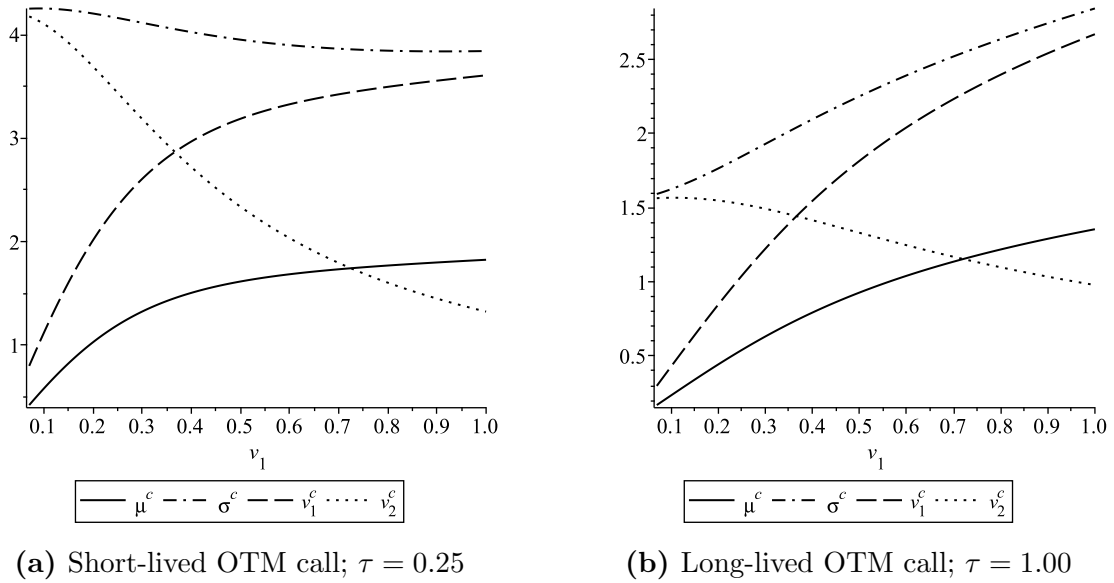 4
3
2
1
0.1 0.2 0.3 0.4 0.5 0.6 0.7 0.8 0.9 1.0
v₁
μᶜ σᶜ v₁ᶜ v₂ᶜ
(a) Short-lived OTM call; τ = 0.25
2.5
2
1.5
1
0.5
0.1 0.2 0.3 0.4 0.5 0.6 0.7 0.8 0.9 1.0
v₁
μᶜ σᶜ v₁ᶜ v₂ᶜ
(b) Long-lived OTM call; τ = 1.00